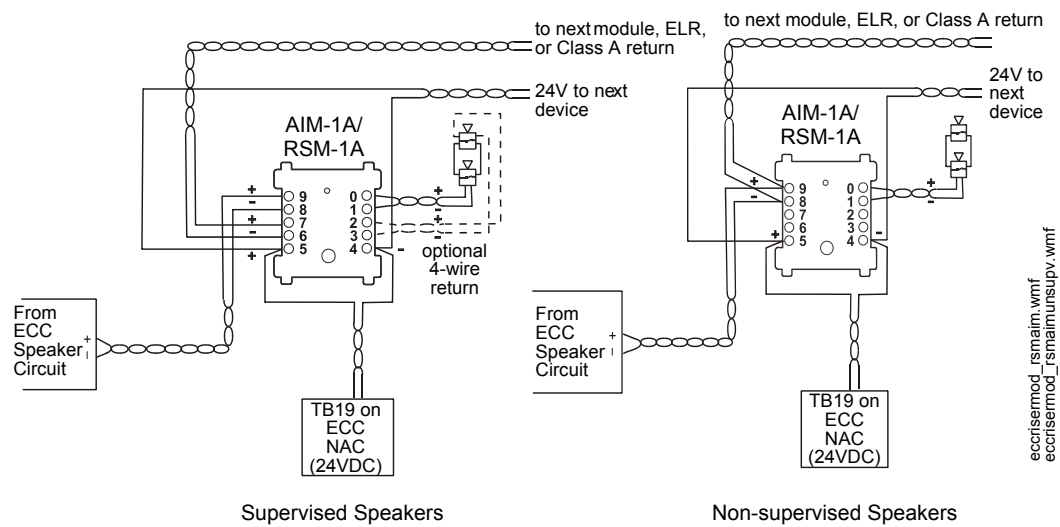 to next module, ELR,
or Class A return
24V to next
device
AIM-1A/
RSM-1A
+
-
+
-
+
9
8
7
6
5
0
1
2
3
4
+
-
+
-
-
optional
4-wire
return
From
ECC
Speaker
Circuit
+
-
TB19 on
ECC
NAC
(24VDC)
Supervised Speakers
to next module, ELR, or Class A return
24V to
next
device
AIM-1A/
RSM-1A
+
-
+
9
8
7
6
5
0
1
2
3
4
+
-
-
From
ECC
Speaker
Circuit
+
-
TB19 on
ECC
NAC
(24VDC)
Non-supervised Speakers
eccrisermod_rsmaim.wmf
eccrisermod_rsmaimunsupv.wmf